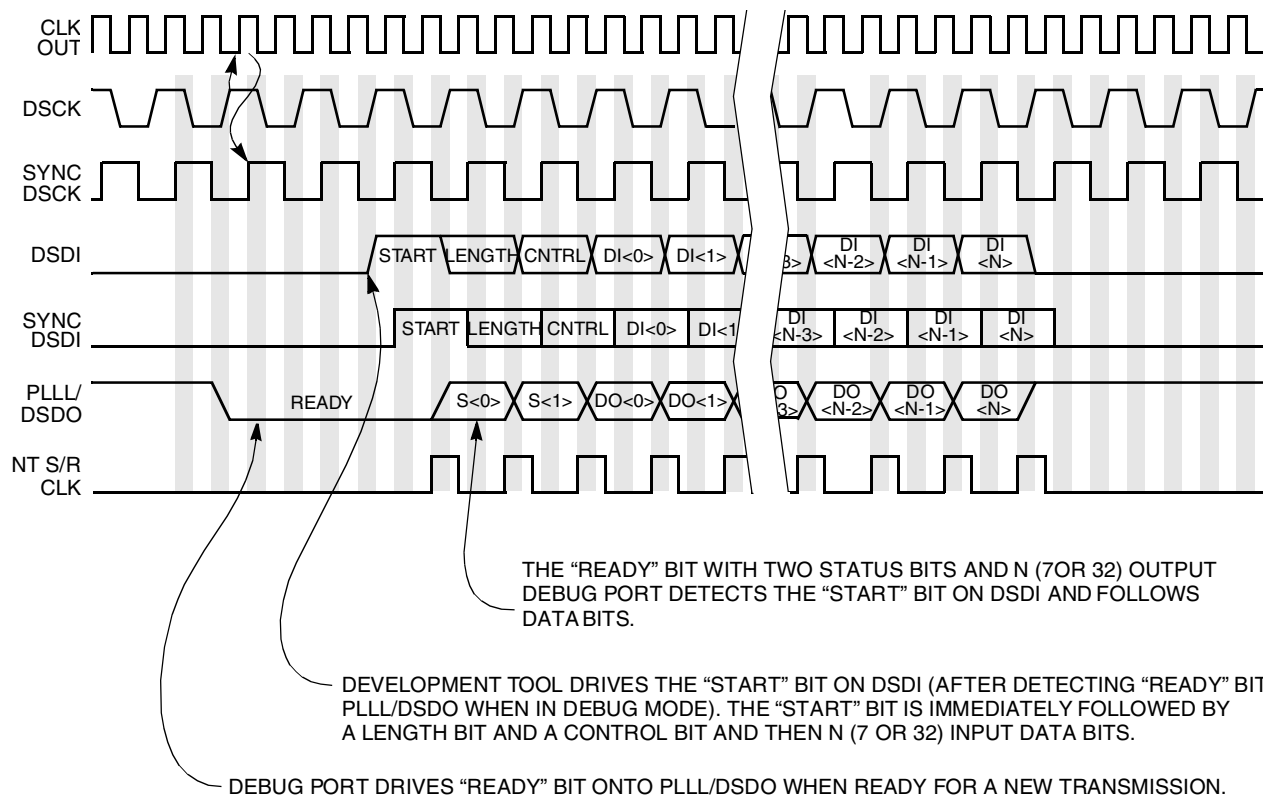 CLK
OUT
DSCK
SYNC
DSCK
DSDI
START LENGTH CNTRL DI<0> DI<1> 3> DI <N-2> DI <N-1> DI <N>
SYNC
DSDI
START LENGTH CNTRL DI<0> DI<1 DI <N-3> DI <N-2> DI <N-1> DI <N>
PLLL/
DSDO
READY S<0> S<1> DO<0> DO<1> O 3> DO <N-2> DO <N-1> DO <N>
NT S/R
CLK
THE “READY” BIT WITH TWO STATUS BITS AND N (7OR 32) OUTPUT
DEBUG PORT DETECTS THE “START” BIT ON DSDI AND FOLLOWS
DATA BITS.
DEVELOPMENT TOOL DRIVES THE “START” BIT ON DSDI (AFTER DETECTING “READY” BIT
PLLL/DSDO WHEN IN DEBUG MODE). THE “START” BIT IS IMMEDIATELY FOLLOWED BY
A LENGTH BIT AND A CONTROL BIT AND THEN N (7 OR 32) INPUT DATA BITS.
DEBUG PORT DRIVES “READY” BIT ONTO PLLL/DSDO WHEN READY FOR A NEW TRANSMISSION.